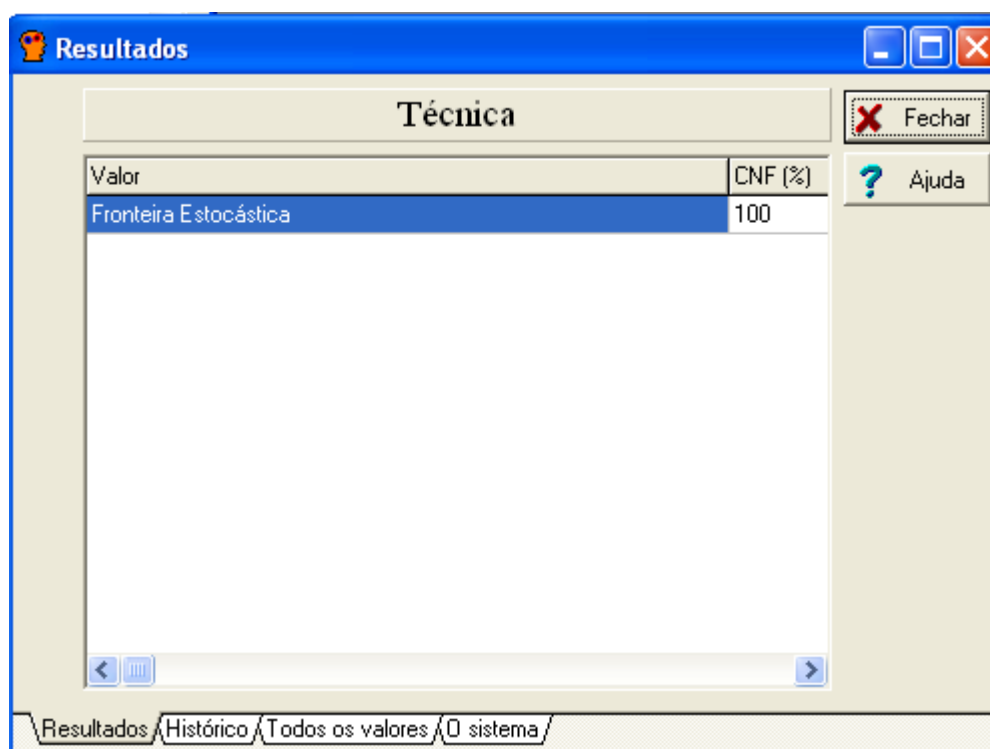 Resultados
Técnica
Fechar
Ajuda
Valor CNF (%)
Fronteira Estocástica 100
Resultados Histórico Todos os valores O sistema